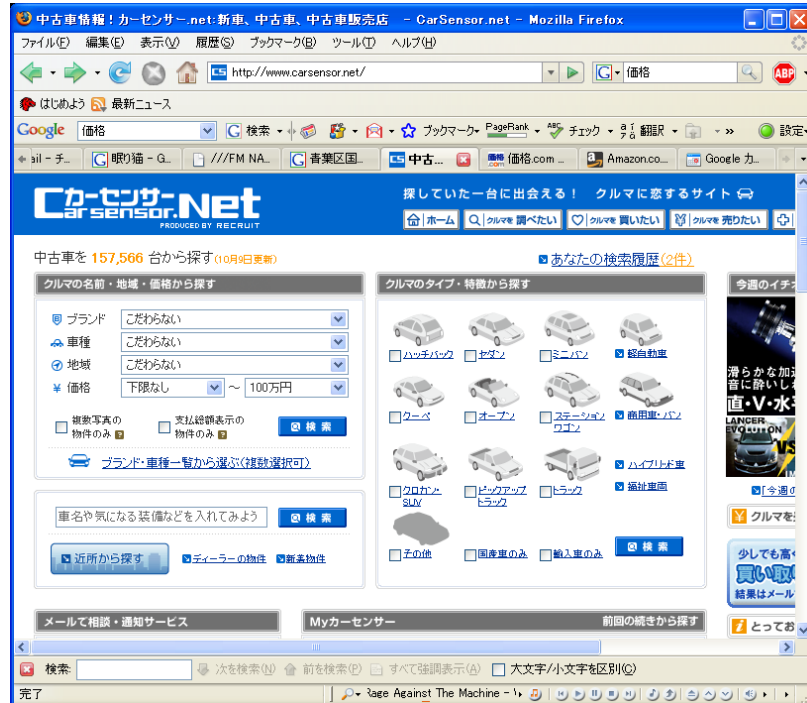 中古車情報！カーセンサー.net:新車、中古車、中古車販売店 - CarSensor.net - Mozilla Firefox
ファイル(F) 編集(E) 表示(V) 履歴(S) ブックマーク(B) ツール(T) ヘルプ(H)
http://www.carsensor.net/ 価格 ABP
はじめよう 最新ニュース
Google 価格 検索 ブックマーク PageRank チェック 翻訳 » 設定
ail - チ... 眠り猫 - G... ///FM NA... 青葉区国... 中古... 価格.com ... Amazon.co... Google カ...
カーセンサー.Net
Carsensor.
PRODUCED BY RECRUIT
探していた一台に出会える！ クルマに恋するサイト
ホーム クルマを 調べたい クルマを 買いたい クルマを 売りたい
中古車を 157,566 台から探す(10月9日更新)
あなたの検索履歴(2件)
クルマの名前・地域・価格から探す
ブランド こだわらない
車種 こだわらない
地域 こだわらない
¥ 価格 下限なし ～ 100万円
複数写真の物件のみ ? 支払総額表示の物件のみ ? 検索
ブランド・車種一覧から選ぶ(複数選択可)
車名や気になる装備などを入れてみよう 検索
近所から探す ディーラーの物件 新着物件
クルマのタイプ・特徴から探す
ハッチバック セダン ミニバン 軽自動車
クーペ オープン ステーションワゴン 商用車・バン
クロカン・SUV ピックアップトラック トラック ハイブリッド車
福祉車両
その他 国産車のみ 輸入車のみ 検索
今週のイチオ
滑らかな加
音に酔いし
直・V・水
LANCER
EVOLUTION
VS
[今週の
クルマを
少しでも高
買い取
結果はメール
とってお
メールで相談・通知サービス
Myカーセンサー 前回の続きから探す
検索: 次を検索(N) 前を検索(P) すべて強調表示(A) 大文字/小文字を区別(C)
完了 Rage Against The Machine -